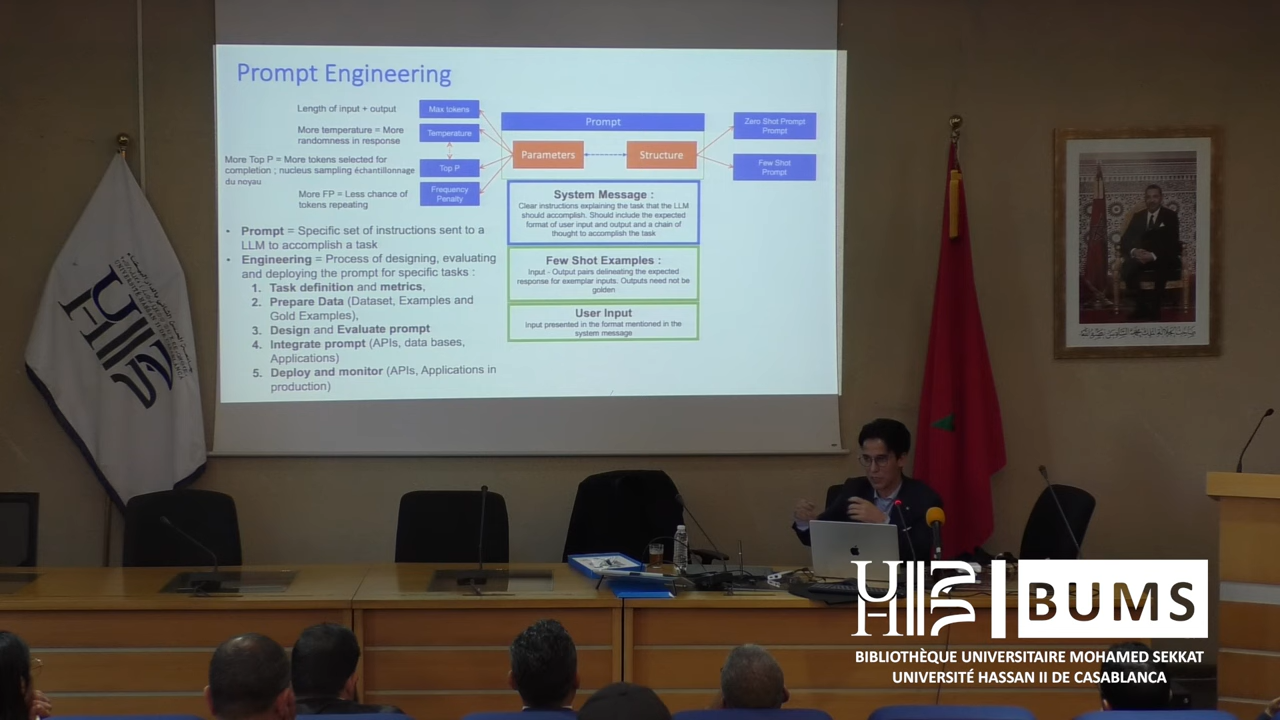 Prompt Engineering
Length of input + output
Max tokens
More temperature = More
randomness in response
Temperature
More Top P = More tokens selected for
completion ; nucleus sampling échantillonnage
du noyau
Top P
More FP = Less chance of
tokens repeating
Frequency
Penalty
Prompt
Parameters
Structure
Zero Shot Prompt
Prompt
Few Shot
Prompt
System Message :
Clear instructions explaining the task that the LLM
should accomplish. Should include the expected
format of user input and output and a chain of
thought to accomplish the task
Few Shot Examples :
Input - Output pairs delineating the expected
response for exemplar inputs. Outputs need not be
golden
User Input
Input presented in the format mentioned in the
system message
• Prompt = Specific set of instructions sent to a
LLM to accomplish a task
• Engineering = Process of designing, evaluating
and deploying the prompt for specific tasks :
1. Task definition and metrics,
2. Prepare Data (Dataset, Examples and
Gold Examples),
3. Design and Evaluate prompt
4. Integrate prompt (APIs, data bases,
Applications)
5. Deploy and monitor (APIs, Applications in
production)
BUMS
BIBLIOTHÈQUE UNIVERSITAIRE MOHAMED SEKKAT
UNIVERSITÉ HASSAN II DE CASABLANCA